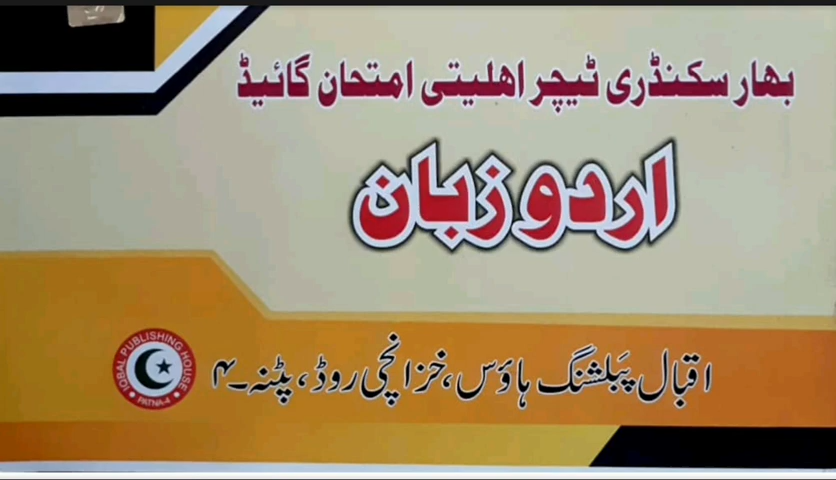 بہار سکنڈری ٹیچر اہلیتی امتحان گائیڈ
اردو زبان
اقبال پبلشنگ ہاؤس، خزانچی روڈ، پٹنہ۔۴
IQBAL PUBLISHING HOUSE
PATNA-4